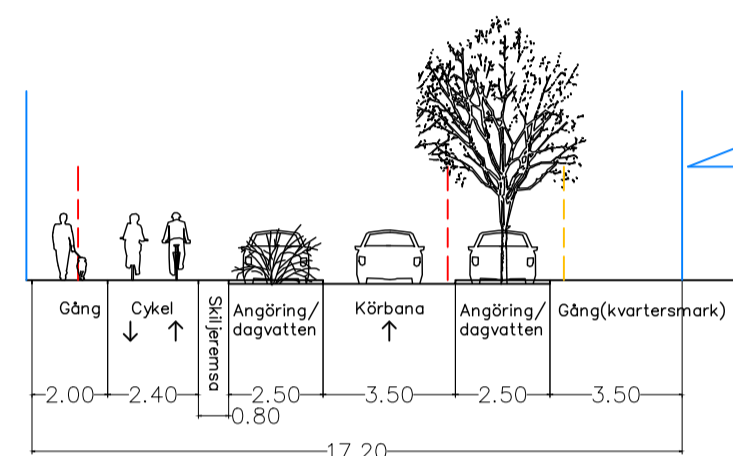 Gång
Cykel
Skiljeremsa
Angöring/
dagvatten
Körbana
Angöring/
dagvatten
Gång(kvartersmark)
2.00
2.40
0.80
2.50
3.50
2.50
3.50
17.20